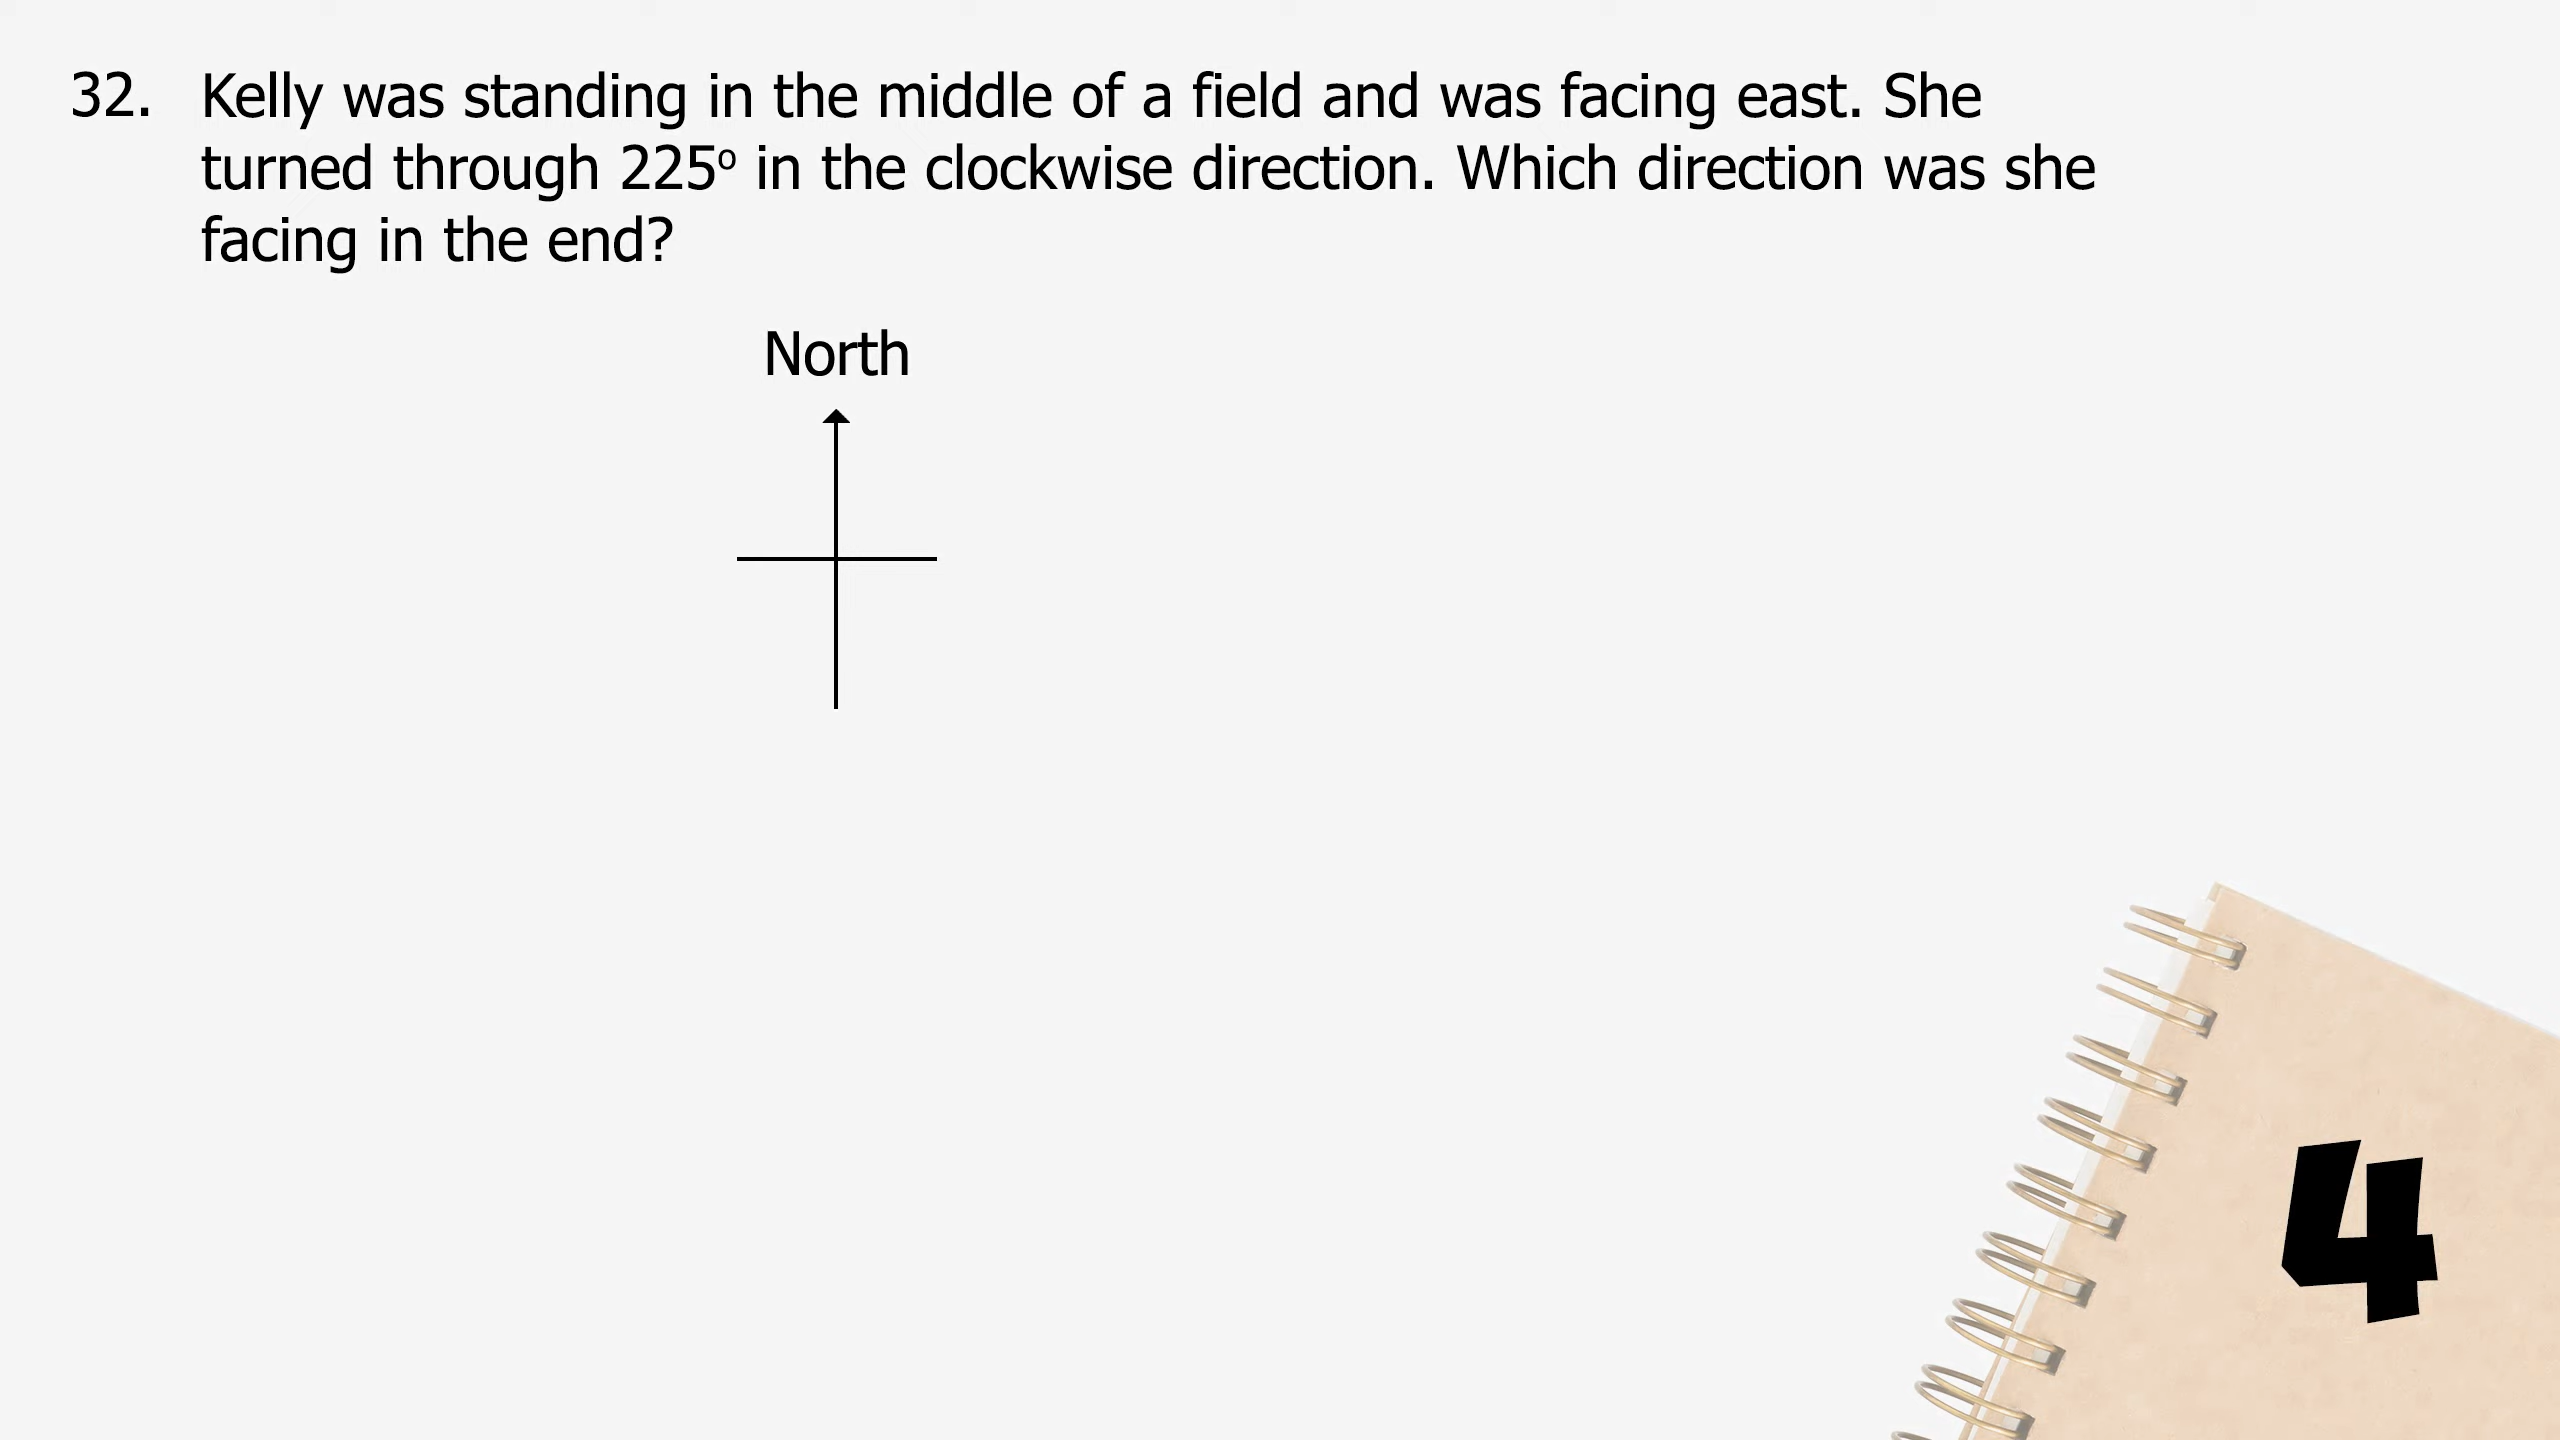 32. Kelly was standing in the middle of a field and was facing east. She
turned through 225º in the clockwise direction. Which direction was she
facing in the end?
North
4